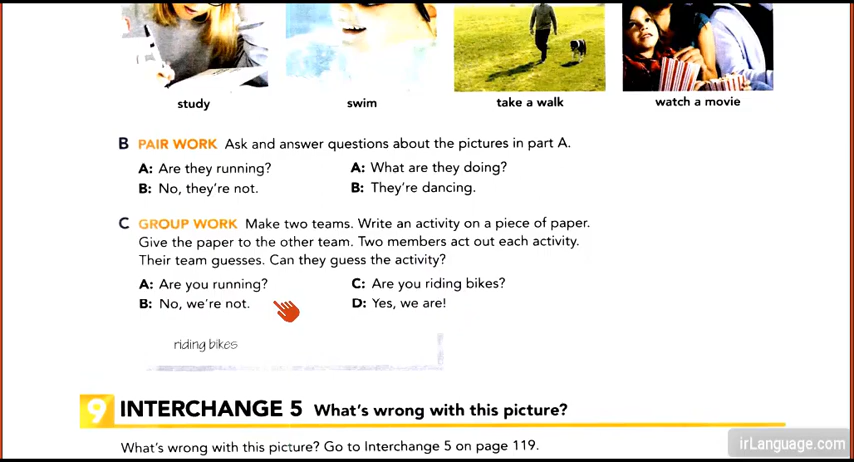 study
swim
take a walk
watch a movie
B PAIR WORK Ask and answer questions about the pictures in part A.
A: Are they running?
B: No, they're not.
A: What are they doing?
B: They're dancing.
C GROUP WORK Make two teams. Write an activity on a piece of paper.
Give the paper to the other team. Two members act out each activity.
Their team guesses. Can they guess the activity?
A: Are you running?
B: No, we're not.
C: Are you riding bikes?
D: Yes, we are!
riding bikes
9 INTERCHANGE 5 What's wrong with this picture?
What's wrong with this picture? Go to Interchange 5 on page 119.
irLanguage.com